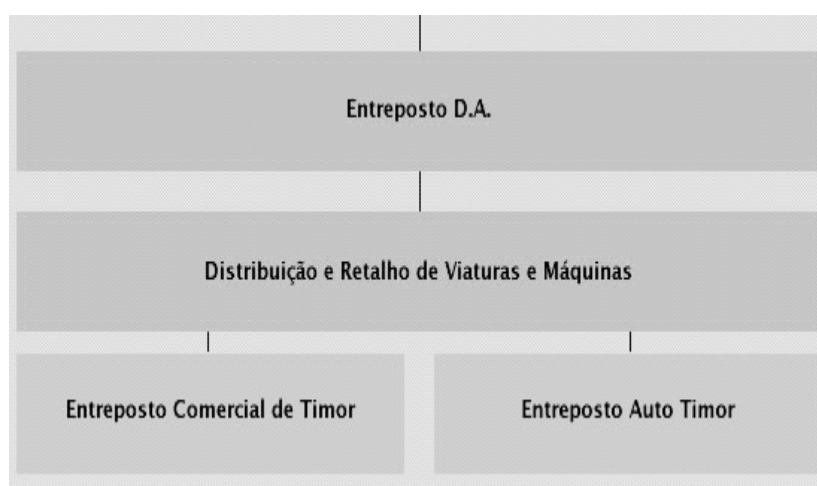 Entreposto D.A.
Distribuição e Retalho de Viaturas e Máquinas
Entreposto Comercial de Timor
Entreposto Auto Timor